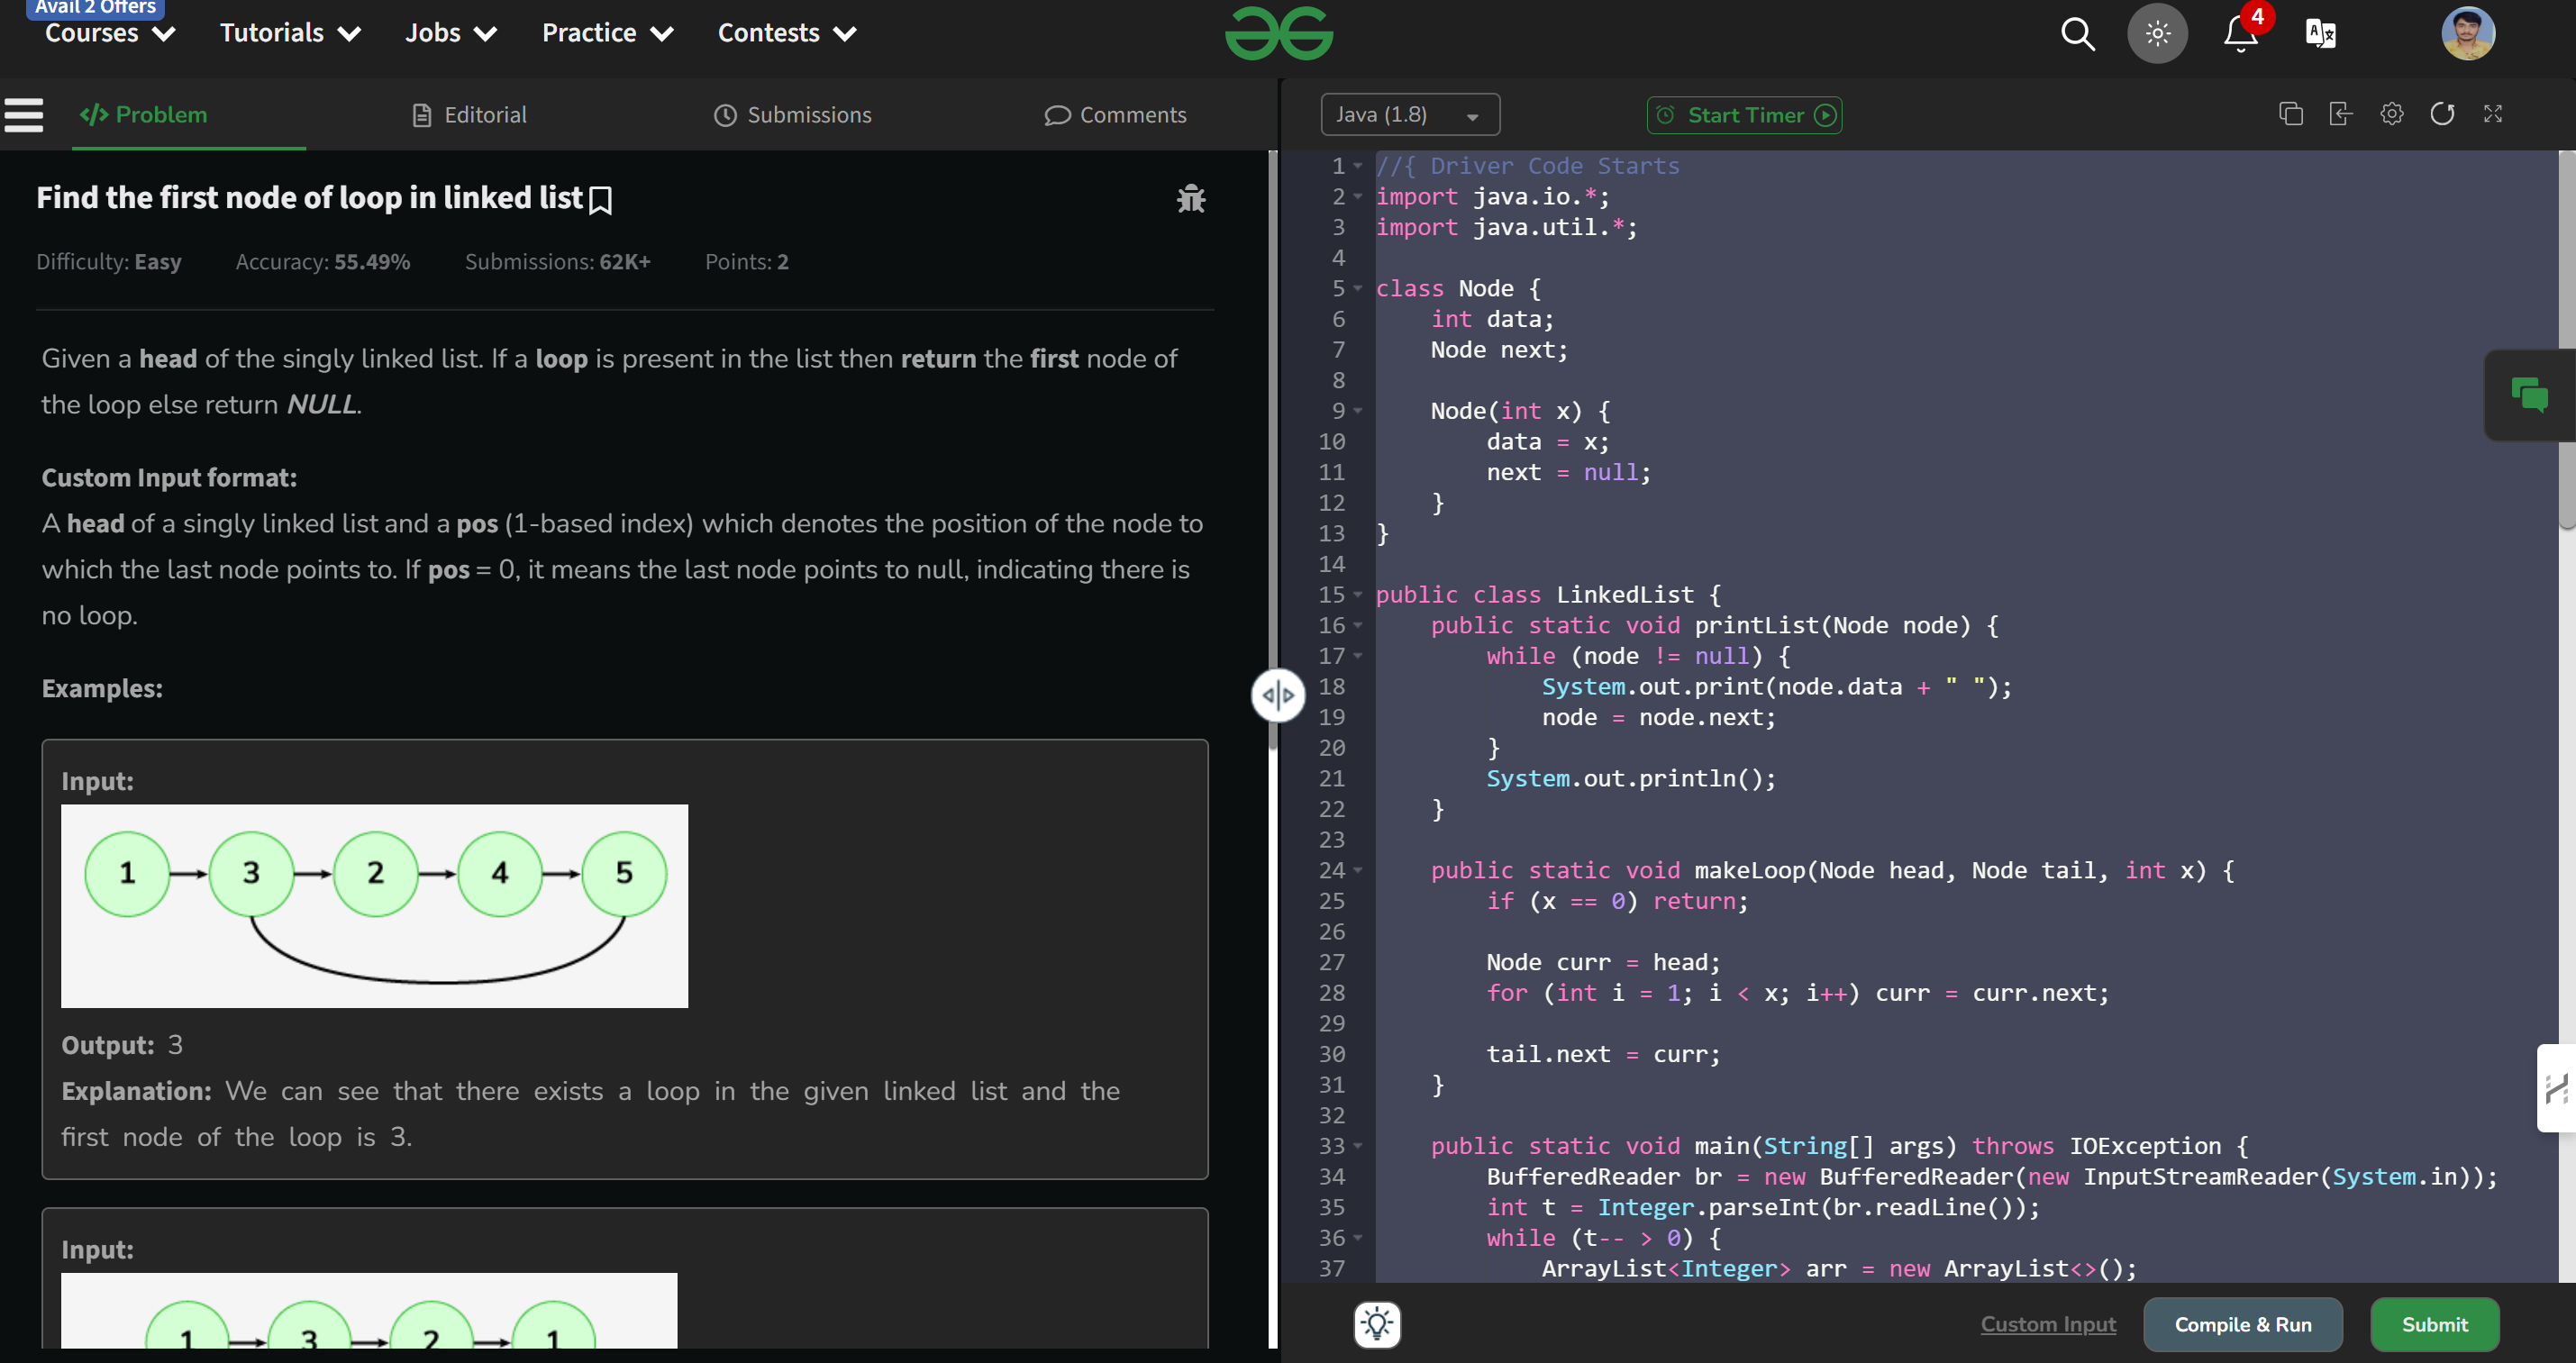 Avail 2 Offers
Courses Tutorials Jobs Practice Contests
4
Problem Editorial Submissions Comments
Find the first node of loop in linked list
Difficulty: Easy Accuracy: 55.49% Submissions: 62K+ Points: 2
Given a head of the singly linked list. If a loop is present in the list then return the first node of
the loop else return NULL.
Custom Input format:
A head of a singly linked list and a pos (1-based index) which denotes the position of the node to
which the last node points to. If pos = 0, it means the last node points to null, indicating there is
no loop.
Examples:
Input:
1 3 2 4 5
Output: 3
Explanation: We can see that there exists a loop in the given linked list and the
first node of the loop is 3.
Input:
1 3 2 1
Java (1.8) Start Timer
1 //{ Driver Code Starts
2 import java.io.*;
3 import java.util.*;
4
5 class Node {
6 int data;
7 Node next;
8
9 Node(int x) {
10 data = x;
11 next = null;
12 }
13 }
14
15 public class LinkedList {
16 public static void printList(Node node) {
17 while (node != null) {
18 System.out.print(node.data + " ");
19 node = node.next;
20 }
21 System.out.println();
22 }
23
24 public static void makeLoop(Node head, Node tail, int x) {
25 if (x == 0) return;
26
27 Node curr = head;
28 for (int i = 1; i < x; i++) curr = curr.next;
29
30 tail.next = curr;
31 }
32
33 public static void main(String[] args) throws IOException {
34 BufferedReader br = new BufferedReader(new InputStreamReader(System.in));
35 int t = Integer.parseInt(br.readLine());
36 while (t-- > 0) {
37 ArrayList<Integer> arr = new ArrayList<>();
Custom Input Compile & Run Submit